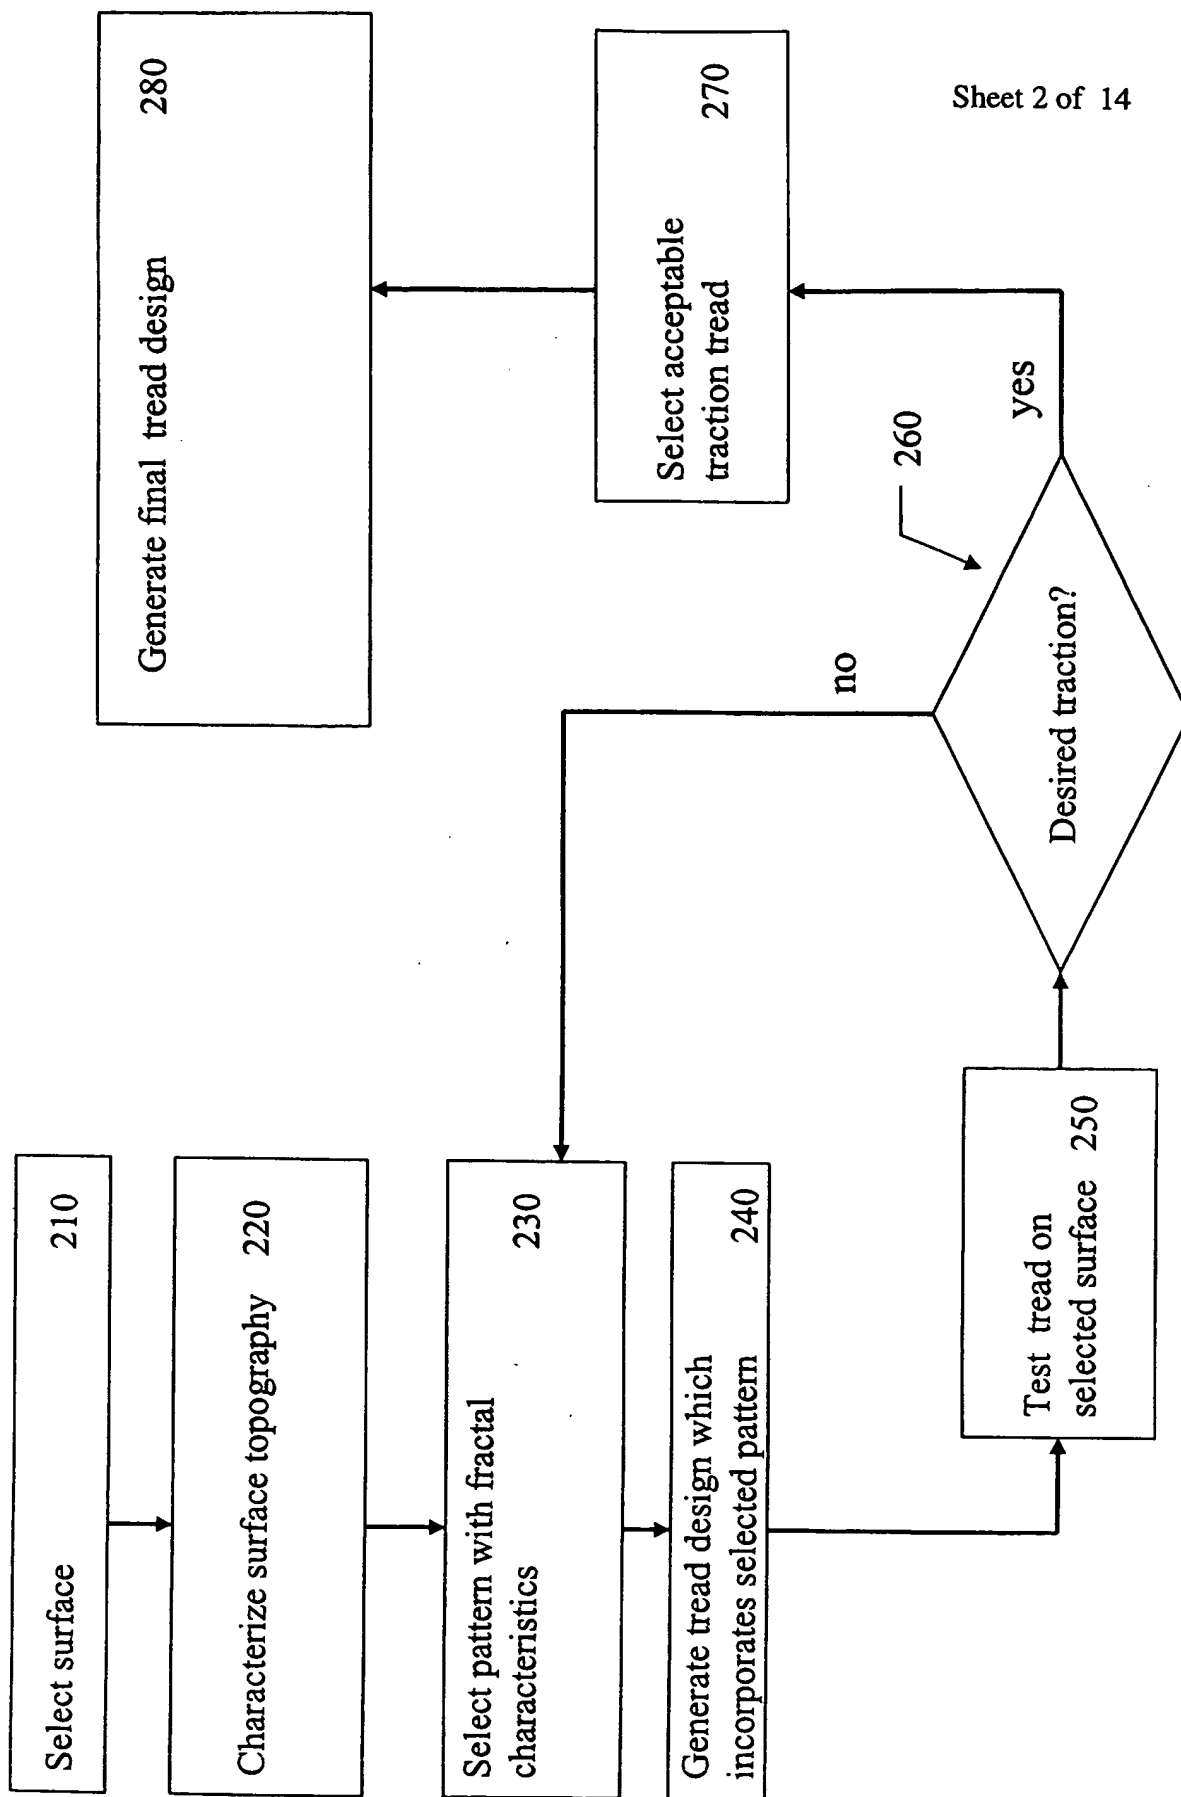 Sheet 2 of 14
Select surface 210
Characterize surface topography 220
Select pattern with fractal 230
characteristics
Generate tread design which
incorporates selected pattern 240
Test tread on
selected surface 250
Desired traction?
260
no
yes
Select acceptable 270
traction tread
Generate final tread design 280